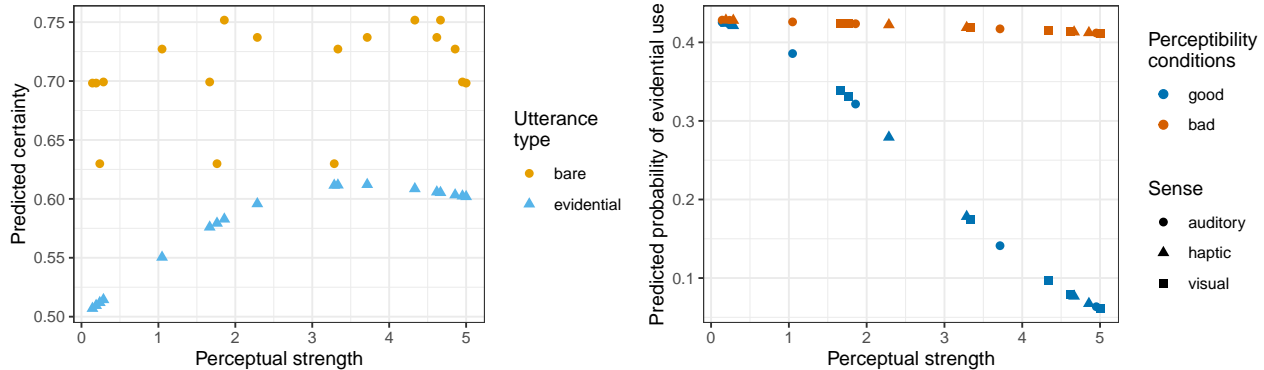 Predicted certainty
0.75
0.70
0.65
0.60
0.55
0.50
0
1
2
3
4
5
Perceptual strength
Utterance
type
bare
evidential
Predicted probability of evidential use
0.4
0.3
0.2
0.1
0
1
2
3
4
5
Perceptual strength
Perceptibility
conditions
good
bad
Sense
auditory
haptic
visual